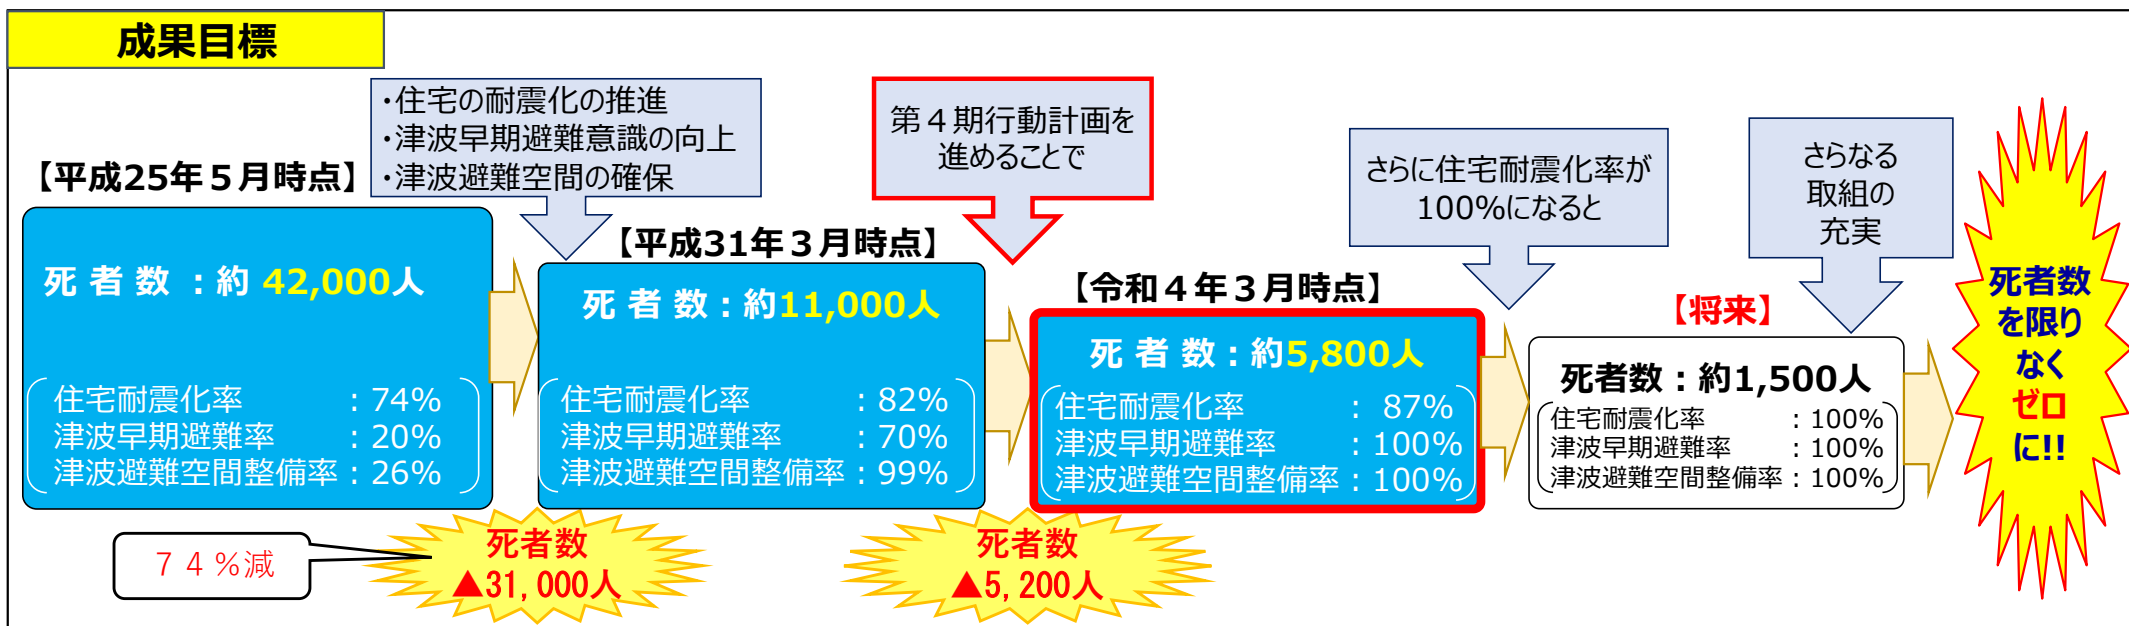 成果目標
・住宅の耐震化の推進
・津波早期避難意識の向上
・津波避難空間の確保
第４期行動計画を
進めることで
さらに住宅耐震化率が
100%になると
さらなる
取組の
充実
【平成25年５月時点】
死 者 数 ：約 42,000人
住宅耐震化率 ：74%
津波早期避難率 ：20%
津波避難空間整備率：26%
【平成31年３月時点】
死 者 数：約11,000人
住宅耐震化率 ：82%
津波早期避難率 ：70%
津波避難空間整備率：99%
【令和４年３月時点】
死 者 数：約5,800人
住宅耐震化率 ： 87%
津波早期避難率 ：100%
津波避難空間整備率：100%
【将来】
死者数：約1,500人
住宅耐震化率 ：100%
津波早期避難率 ：100%
津波避難空間整備率：100%
死者数
を限り
なく
ゼロ
に!!
７４％減
死者数
▲31,000人
死者数
▲5,200人